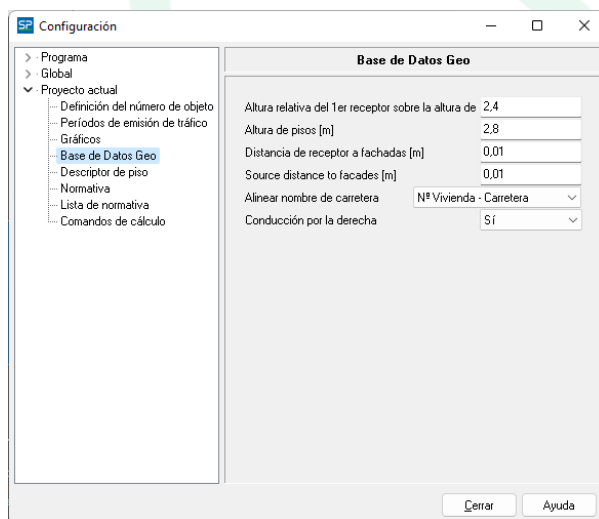 SP Configuración
Programa
Global
Proyecto actual
Definición del número de objeto
Períodos de emisión de tráfico
Gráficos
Base de Datos Geo
Descriptor de piso
Normativa
Lista de normativa
Comandos de cálculo
Base de Datos Geo
Altura relativa del 1er receptor sobre la altura de 2,4
Altura de pisos [m] 2,8
Distancia de receptor a fachadas [m] 0,01
Source distance to facades [m] 0,01
Alinear nombre de carretera Nº Vivienda - Carretera
Conducción por la derecha Sí
Cerrar Ayuda